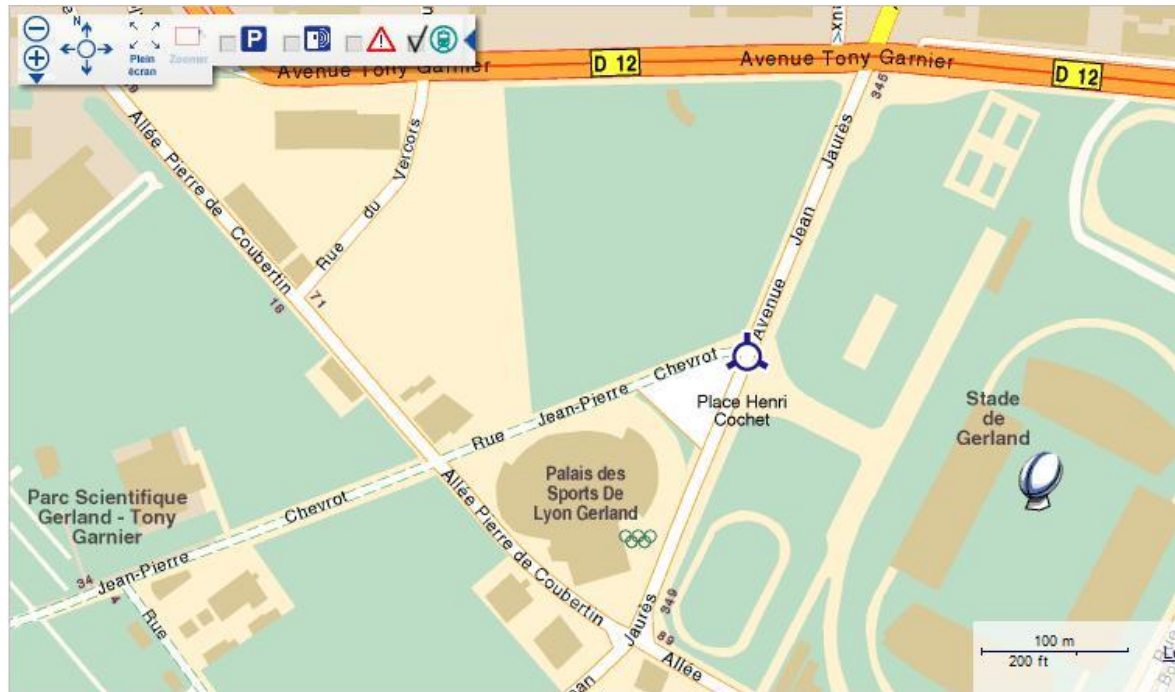 N
Plein
écran
Zoomer
P
Avenue Tony Garnier
D 12
Avenue Tony Garnier
D 12
345
Allée Pierre de Coubertin
Rue du Vercors
Avenue Jean Jaurès
71
18
Rue Jean-Pierre Chevrot
Place Henri
Cochet
Stade
de
Gerland
Palais des
Sports De
Lyon Gerland
Parc Scientifique
Gerland - Tony
Garnier
Jean-Pierre Chevrot
34
4
Rue
Allée Pierre de Coubertin
Jaurès
349
89
Allée
100 m
200 ft